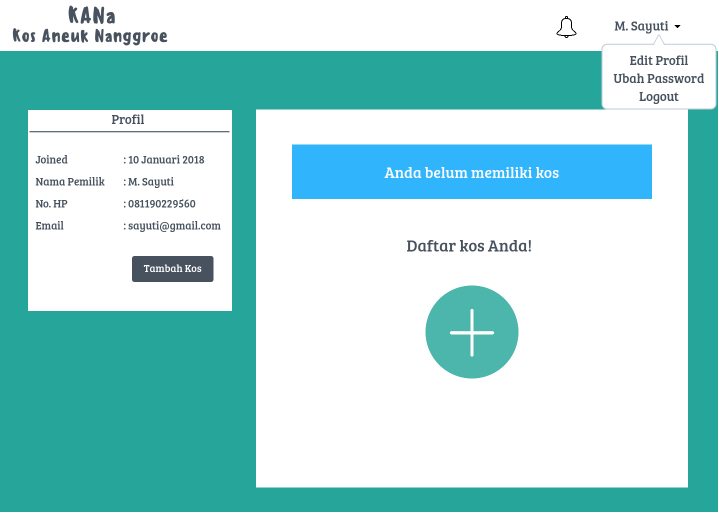 KANa
Kos Aneuk Nanggroe
M. Sayuti
Edit Profil
Ubah Password
Logout
Profil
Joined : 10 Januari 2018
Nama Pemilik : M. Sayuti
No. HP : 081190229560
Email : sayuti@gmail.com
Tambah Kos
Anda belum memiliki kos
Daftar kos Anda!